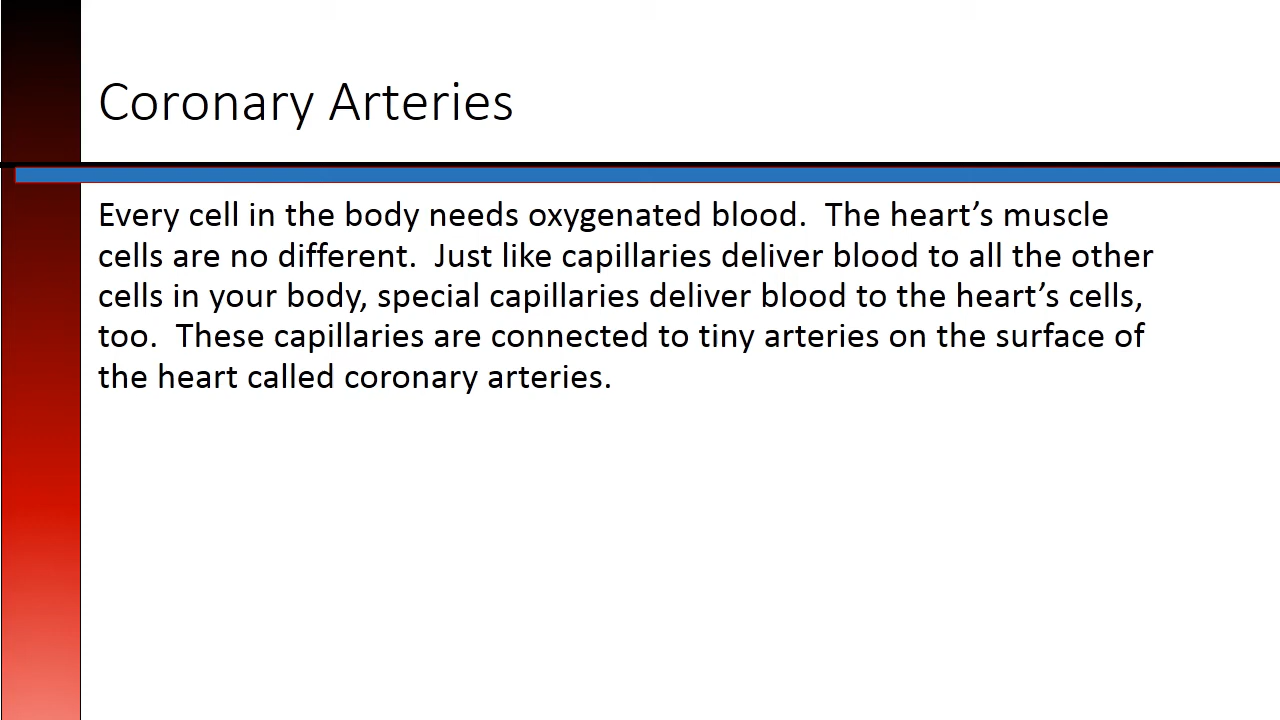 Coronary Arteries
Every cell in the body needs oxygenated blood.  The heart’s muscle
cells are no different.  Just like capillaries deliver blood to all the other
cells in your body, special capillaries deliver blood to the heart’s cells,
too.  These capillaries are connected to tiny arteries on the surface of
the heart called coronary arteries.